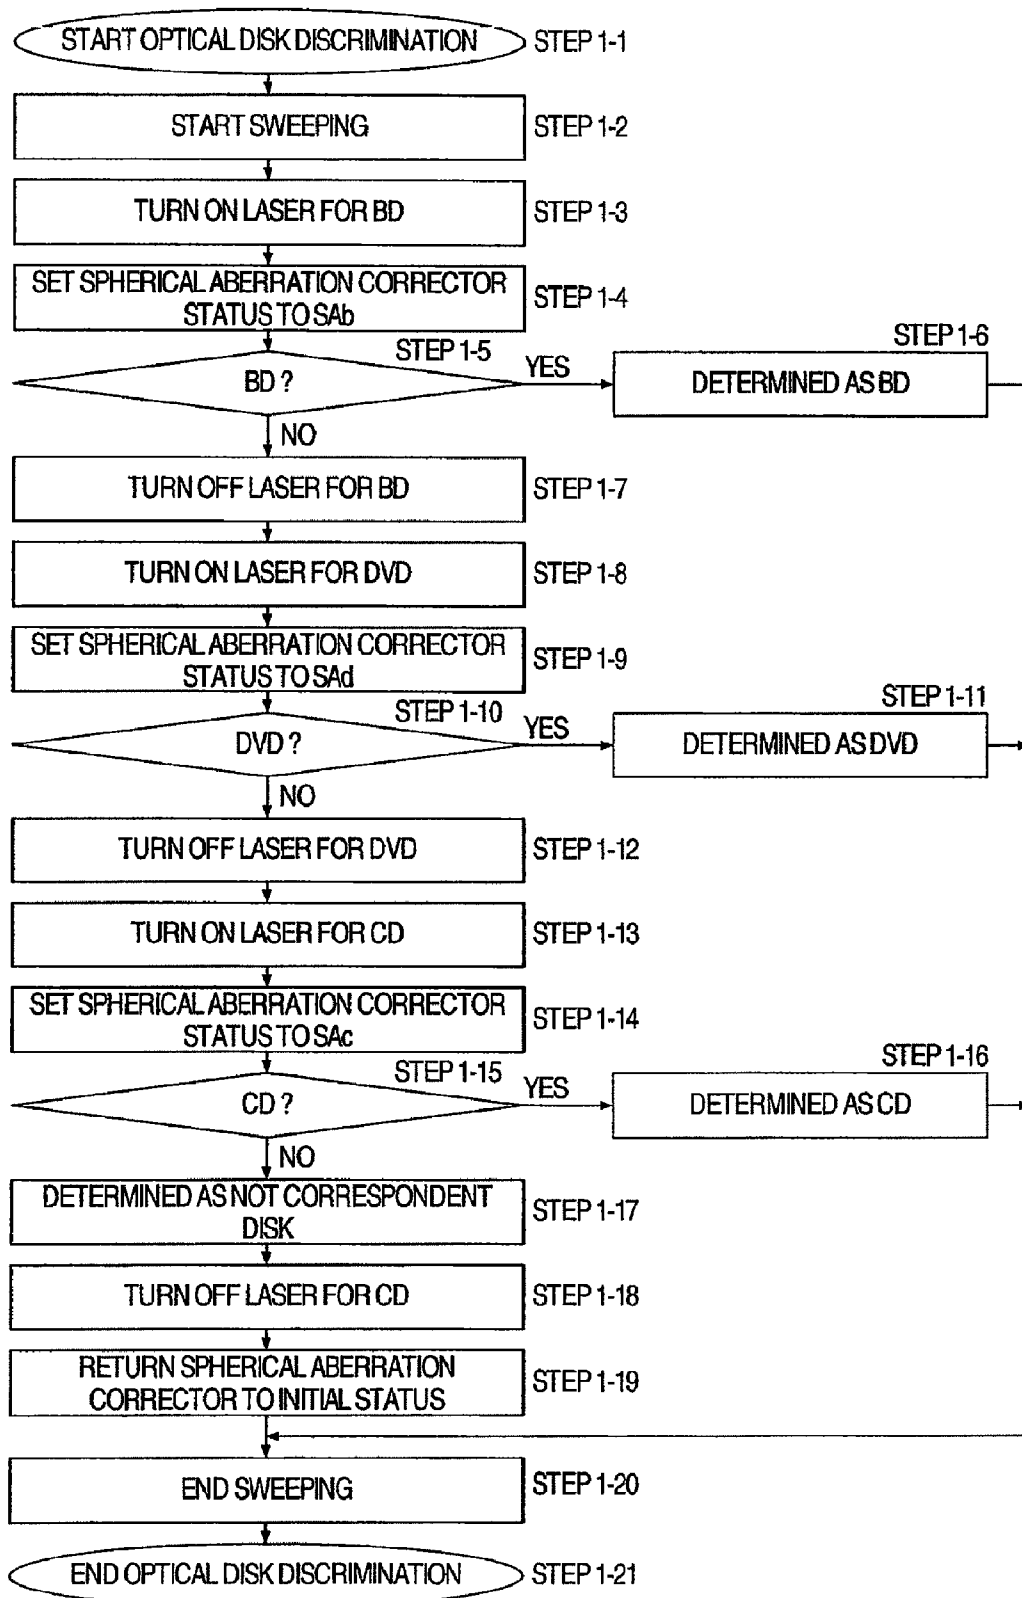 START OPTICAL DISK DISCRIMINATION STEP 1-1
START SWEEPING STEP 1-2
TURN ON LASER FOR BD STEP 1-3
SET SPHERICAL ABERRATION CORRECTOR
STATUS TO SAb STEP 1-4
STEP 1-5
BD ? YES
STEP 1-6
DETERMINED AS BD
NO
TURN OFF LASER FOR BD STEP 1-7
TURN ON LASER FOR DVD STEP 1-8
SET SPHERICAL ABERRATION CORRECTOR
STATUS TO SAd STEP 1-9
STEP 1-10
DVD ? YES
STEP 1-11
DETERMINED AS DVD
NO
TURN OFF LASER FOR DVD STEP 1-12
TURN ON LASER FOR CD STEP 1-13
SET SPHERICAL ABERRATION CORRECTOR
STATUS TO SAc STEP 1-14
STEP 1-15
CD ? YES
STEP 1-16
DETERMINED AS CD
NO
DETERMINED AS NOT CORRESPONDENT
DISK STEP 1-17
TURN OFF LASER FOR CD STEP 1-18
RETURN SPHERICAL ABERRATION
CORRECTOR TO INITIAL STATUS STEP 1-19
END SWEEPING STEP 1-20
END OPTICAL DISK DISCRIMINATION STEP 1-21